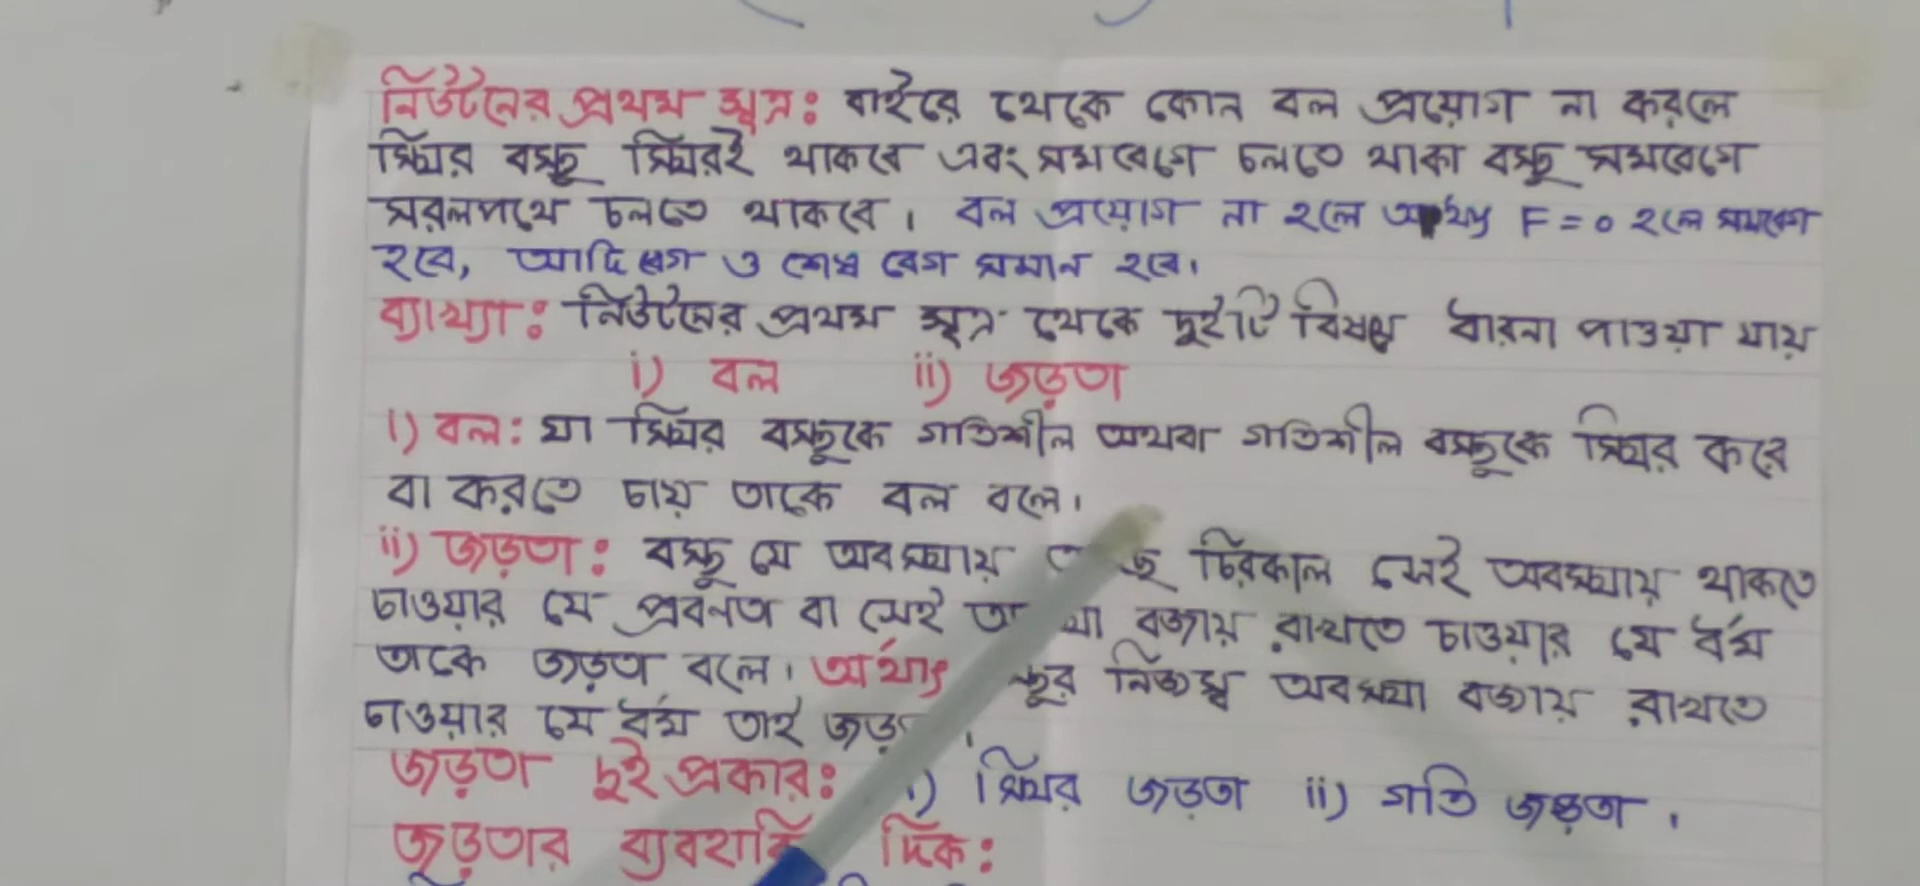 নিউটনের প্রথম সূত্র: বাইরে থেকে কোন বল প্রয়োগ না করলে
স্থির বস্তু স্থিরই থাকবে এবং সমবেগে চলতে থাকা বস্তু সমবেগে
সরলপথে চলতে থাকবে। বল প্রয়োগ না হলে অর্থাৎ F = 0 হলে সমবেগ
হবে, আদি বেগ ও শেষ বেগ সমান হবে।
ব্যাখ্যা: নিউটনের প্রথম সূত্র থেকে দুইটি বিষয়ে ধারনা পাওয়া যায়
i) বল ii) জড়তা
i) বল: যা স্থির বস্তুকে গতিশীল অথবা গতিশীল বস্তুকে স্থির করে
বা করতে চায় তাকে বল বলে।
ii) জড়তা: বস্তু যে অবস্থায় চিরকাল সেই অবস্থায় থাকতে
চাওয়ার যে প্রবনতা বা সেই বজায় রাখতে চাওয়ার যে ধর্ম
তাকে জড়তা বলে। অর্থাৎ নিজস্ব অবস্থা বজায় রাখতে
চাওয়ার যে ধর্ম তাই
জড়তা দুই প্রকার: i) স্থির জড়তা ii) গতি জড়তা।
জড়তার দিক: